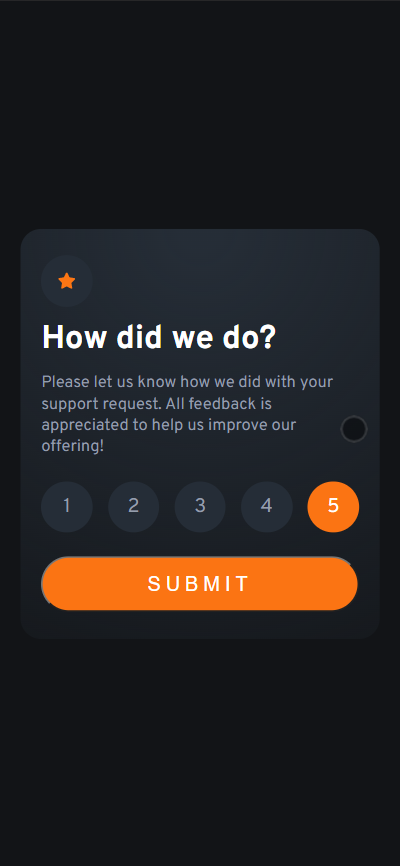 How did we do?
Please let us know how we did with your
support request. All feedback is
appreciated to help us improve our
offering!
1 2 3 4 5
SUBMIT